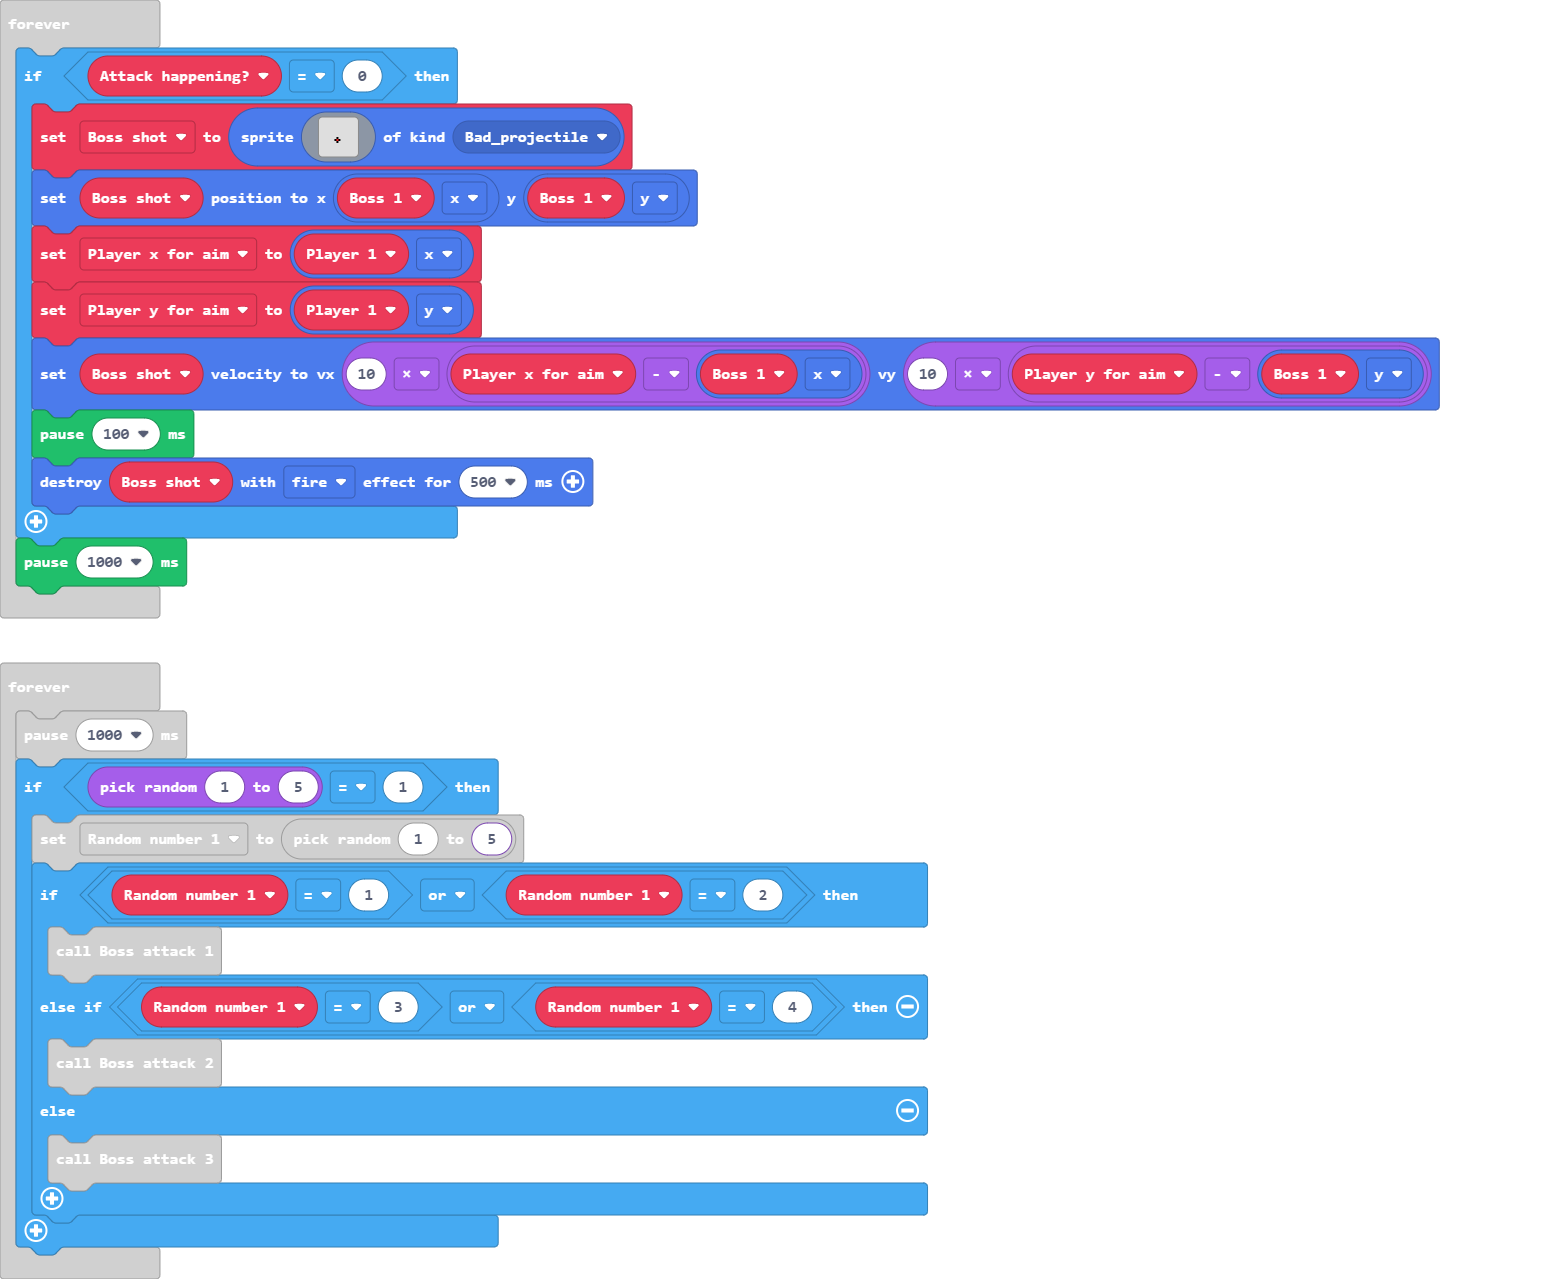 forever
if Attack happening? = 0 then
set Boss shot to sprite of kind Bad_projectile
set Boss shot position to x Boss 1 x y Boss 1 y
set Player x for aim to Player 1 x
set Player y for aim to Player 1 y
set Boss shot velocity to vx 10 × Player x for aim - Boss 1 x vy 10 × Player y for aim - Boss 1 y
pause 100 ms
destroy Boss shot with fire effect for 500 ms
pause 1000 ms
forever
pause 1000 ms
if pick random 1 to 5 = 1 then
set Random number 1 to pick random 1 to 5
if Random number 1 = 1 or Random number 1 = 2 then
call Boss attack 1
else if Random number 1 = 3 or Random number 1 = 4 then
call Boss attack 2
else
call Boss attack 3